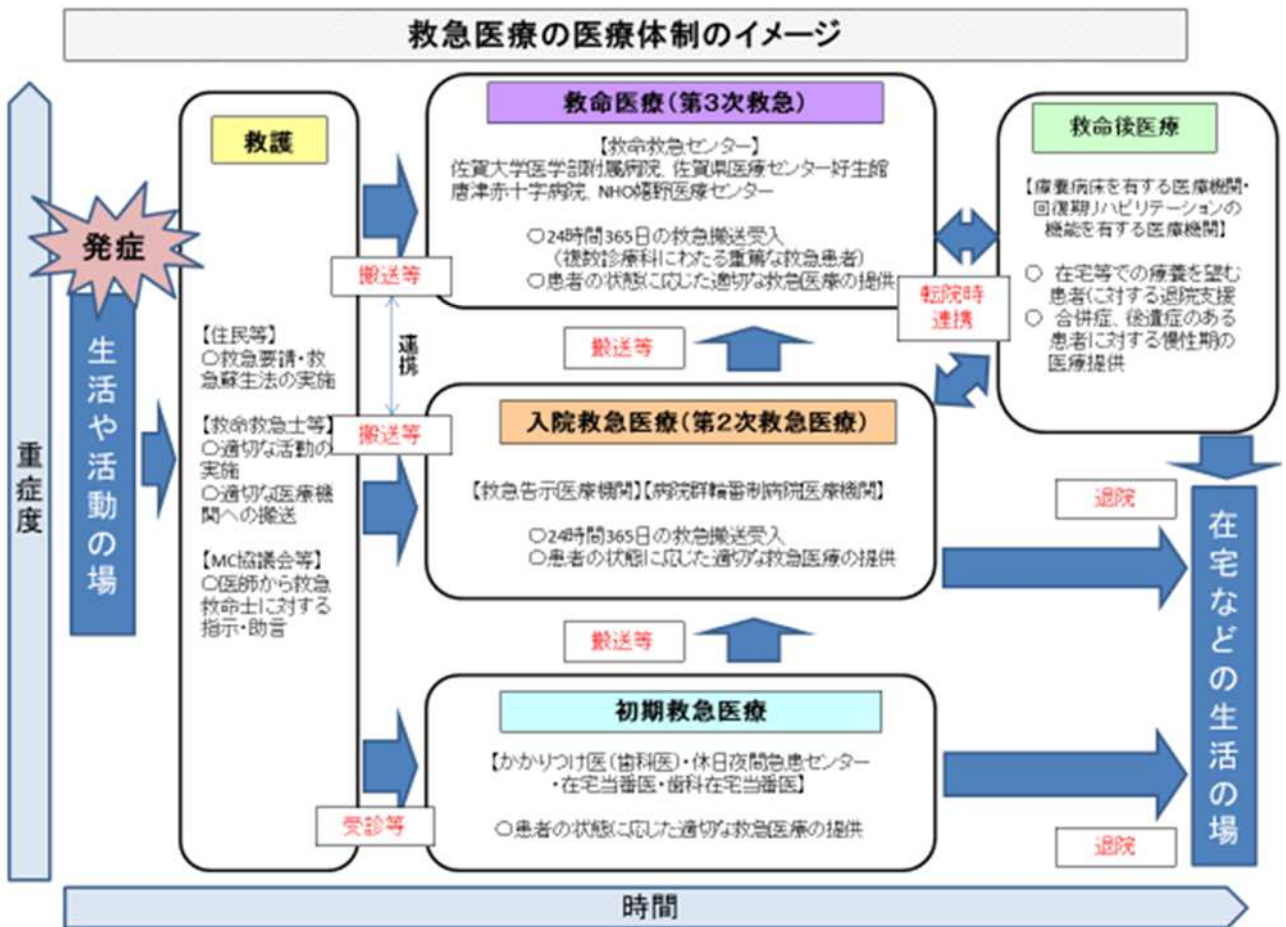 救急医療の医療体制のイメージ
重症度
発症
生活や活動の場
救護
【住民等】
○救急要請・救
急蘇生法の実施
【救命救急士等】
○適切な活動の
実施
○適切な医療機
関への搬送
【MC協議会等】
○医師から救急
救命士に対する
指示・助言
搬送等
連携
搬送等
受診等
救命医療(第3次救急)
【救命救急センター】
佐賀大学医学部附属病院、佐賀県医療センター好生館
唐津赤十字病院、NHO嬉野医療センター
○24時間365日の救急搬送受入
(複数診療科にわたる重篤な救急患者)
○患者の状態に応じた適切な救急医療の提供
搬送等
入院救急医療(第2次救急医療)
【救急告示医療機関】【病院群輪番制病院医療機関】
○24時間365日の救急搬送受入
○患者の状態に応じた適切な救急医療の提供
搬送等
初期救急医療
【かかりつけ医(歯科医)・休日夜間急患センター
・在宅当番医・歯科在宅当番医】
○患者の状態に応じた適切な救急医療の提供
転院時
連携
救命後医療
【療養病床を有する医療機関・
回復期リハビリテーションの
機能を有する医療機関】
○ 在宅等での療養を望む
患者に対する退院支援
○ 合併症、後遺症のある
患者に対する慢性期の
医療提供
退院
退院
在宅などの生活の場
時間